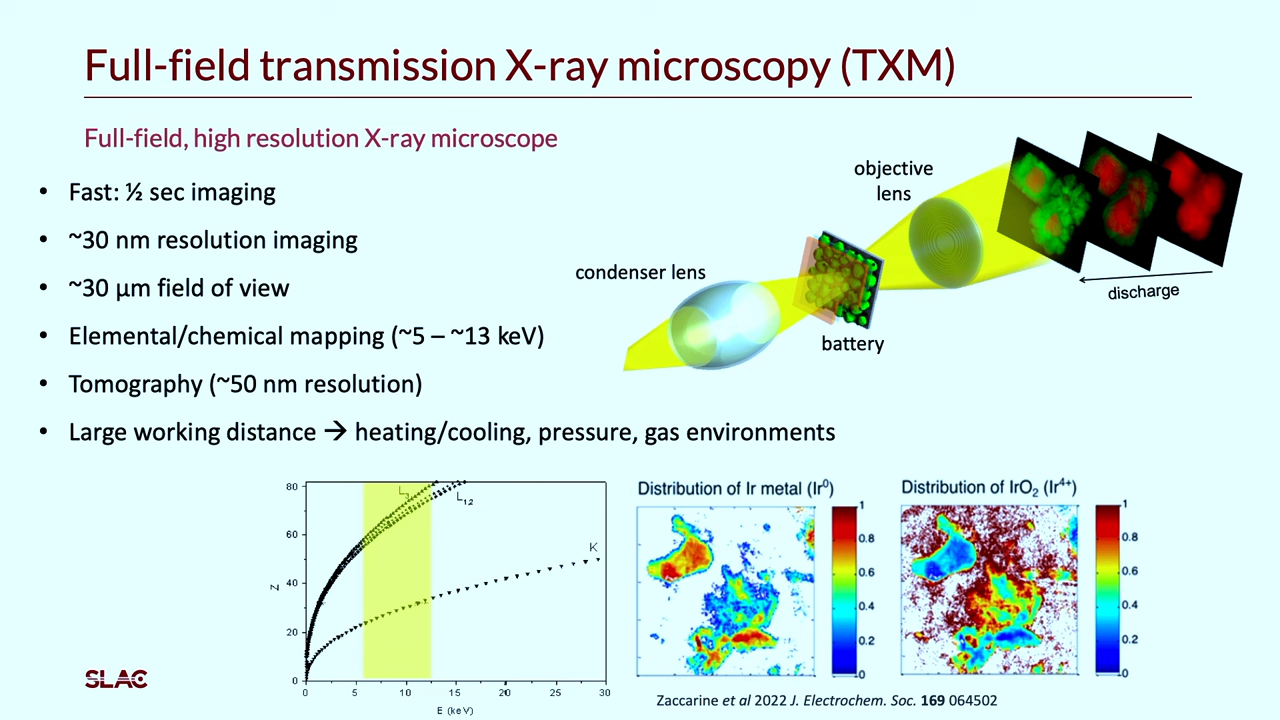 Full-field transmission X-ray microscopy (TXM)
Full-field, high resolution X-ray microscope
• Fast: ½ sec imaging
• ~30 nm resolution imaging
• ~30 µm field of view
• Elemental/chemical mapping (~5 – ~13 keV)
• Tomography (~50 nm resolution)
• Large working distance → heating/cooling, pressure, gas environments
condenser lens
objective
lens
battery
discharge
80
60
40
20
0
Z
L₃
L₁,₂
K
0 5 10 15 20 25 30
E (keV)
Distribution of Ir metal (Ir⁰)
1
0.8
0.6
0.4
0.2
0
Distribution of IrO₂ (Ir⁴⁺)
1
0.8
0.6
0.4
0.2
0
Zaccarine et al 2022 J. Electrochem. Soc. 169 064502
SLAC